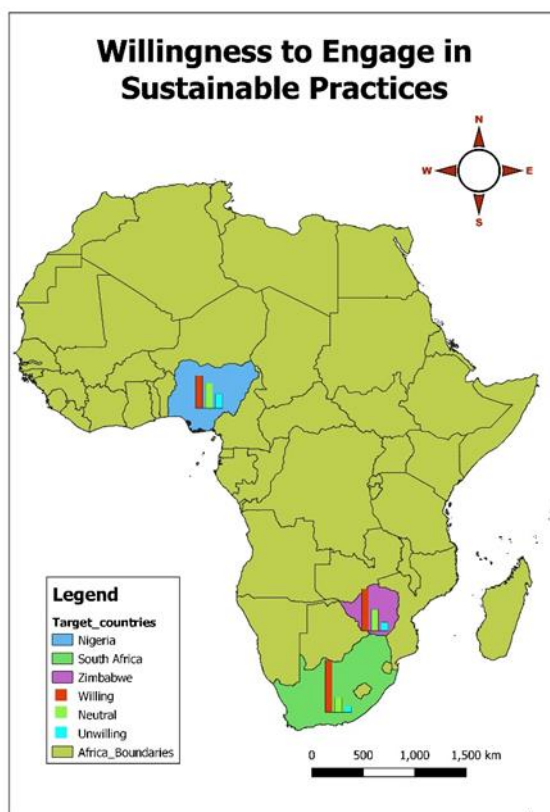 Willingness to Engage in
Sustainable Practices
N
W
E
S
Legend
Target_countries
Nigeria
South Africa
Zimbabwe
Willing
Neutral
Unwilling
Africa_Boundaries
0 500 1,000 1,500 km